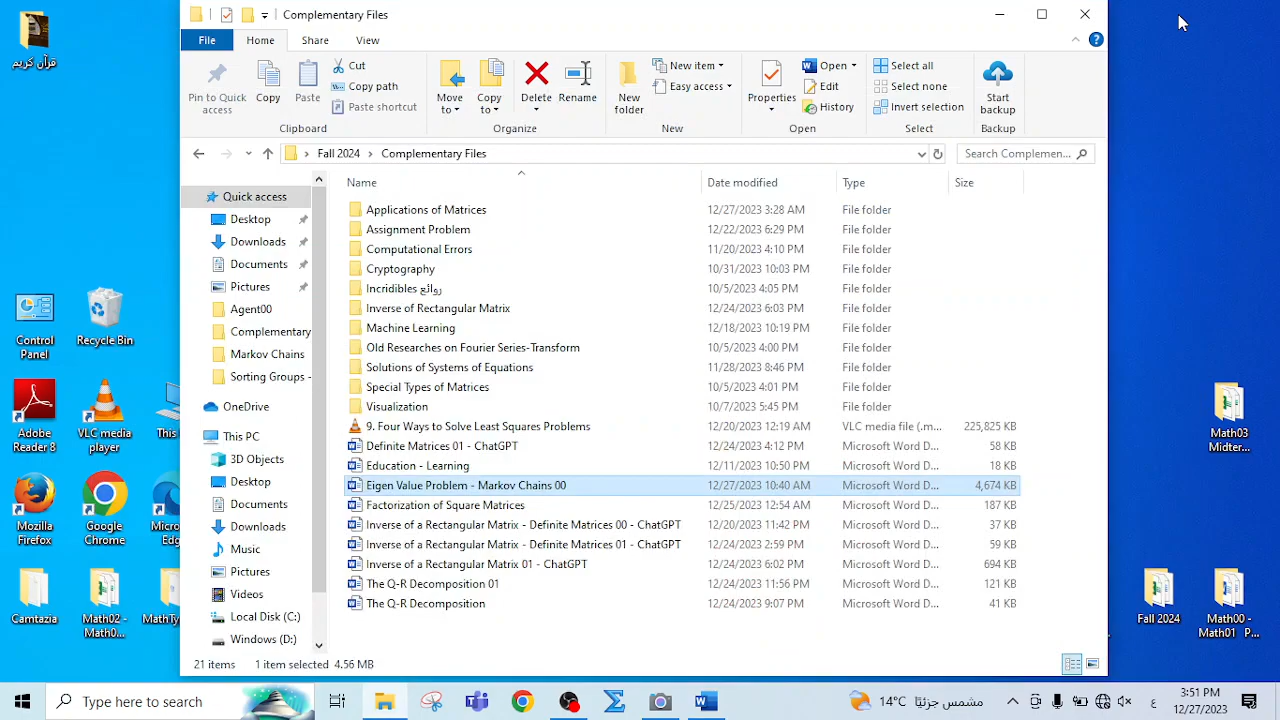 قرآن كريم
Control
Panel
Recycle Bin
Adobe
Reader 8
VLC media
player
This
Mozilla
Firefox
Google
Chrome
Micro
Edg
Camtazia
Math02 -
Math0...
MathTy
Complementary Files
File
Home
Share
View
Pin to Quick
access
Copy
Paste
Cut
Copy path
Paste shortcut
Clipboard
Move
to
Copy
to
Delete
Rename
Organize
New
folder
New item
Easy access
New
Properties
Open
Edit
History
Open
Select all
Select none
Invert selection
Select
Start
backup
Backup
Fall 2024 > Complementary Files
Search Complemen...
Quick access
Desktop
Downloads
Documents
Pictures
Agent00
Complementary
Markov Chains
Sorting Groups -
OneDrive
This PC
3D Objects
Desktop
Documents
Downloads
Music
Pictures
Videos
Local Disk (C:)
Windows (D:)
Name Date modified Type Size
Applications of Matrices 12/27/2023 3:28 AM File folder
Assignment Problem 12/22/2023 6:29 PM File folder
Computational Errors 11/20/2023 4:10 PM File folder
Cryptography 10/31/2023 10:03 PM File folder
Incridibles روائع 10/5/2023 4:05 PM File folder
Inverse of Rectangular Matrix 12/24/2023 6:03 PM File folder
Machine Learning 12/18/2023 10:19 PM File folder
Old Researches on Fourier Series-Transform 10/5/2023 4:00 PM File folder
Solutions of Systems of Equations 11/28/2023 8:46 PM File folder
Special Types of Matrices 10/5/2023 4:01 PM File folder
Visualization 10/7/2023 5:45 PM File folder
9. Four Ways to Solve Least Squares Problems 12/20/2023 12:19 AM VLC media file (.m... 225,825 KB
Definite Matrices 01 - ChatGPT 12/24/2023 4:12 PM Microsoft Word D... 58 KB
Education - Learning 12/11/2023 10:50 PM Microsoft Word D... 18 KB
Eigen Value Problem - Markov Chains 00 12/27/2023 10:40 AM Microsoft Word D... 4,674 KB
Factorization of Square Matrices 12/25/2023 12:54 AM Microsoft Word D... 187 KB
Inverse of a Rectangular Matrix - Definite Matrices 00 - ChatGPT 12/20/2023 11:42 PM Microsoft Word D... 37 KB
Inverse of a Rectangular Matrix - Definite Matrices 01 - ChatGPT 12/24/2023 2:59 PM Microsoft Word D... 59 KB
Inverse of a Rectangular Matrix 01 - ChatGPT 12/24/2023 6:02 PM Microsoft Word D... 694 KB
The Q-R Decomposition 01 12/24/2023 11:56 PM Microsoft Word D... 121 KB
The Q-R Decomposition 12/24/2023 9:07 PM Microsoft Word D... 41 KB
21 items 1 item selected 4.56 MB
Math03
Midter...
Fall 2024
Math00 -
Math01 P...
Type here to search
14°C مشمس جزئيًا
ع
3:51 PM
12/27/2023